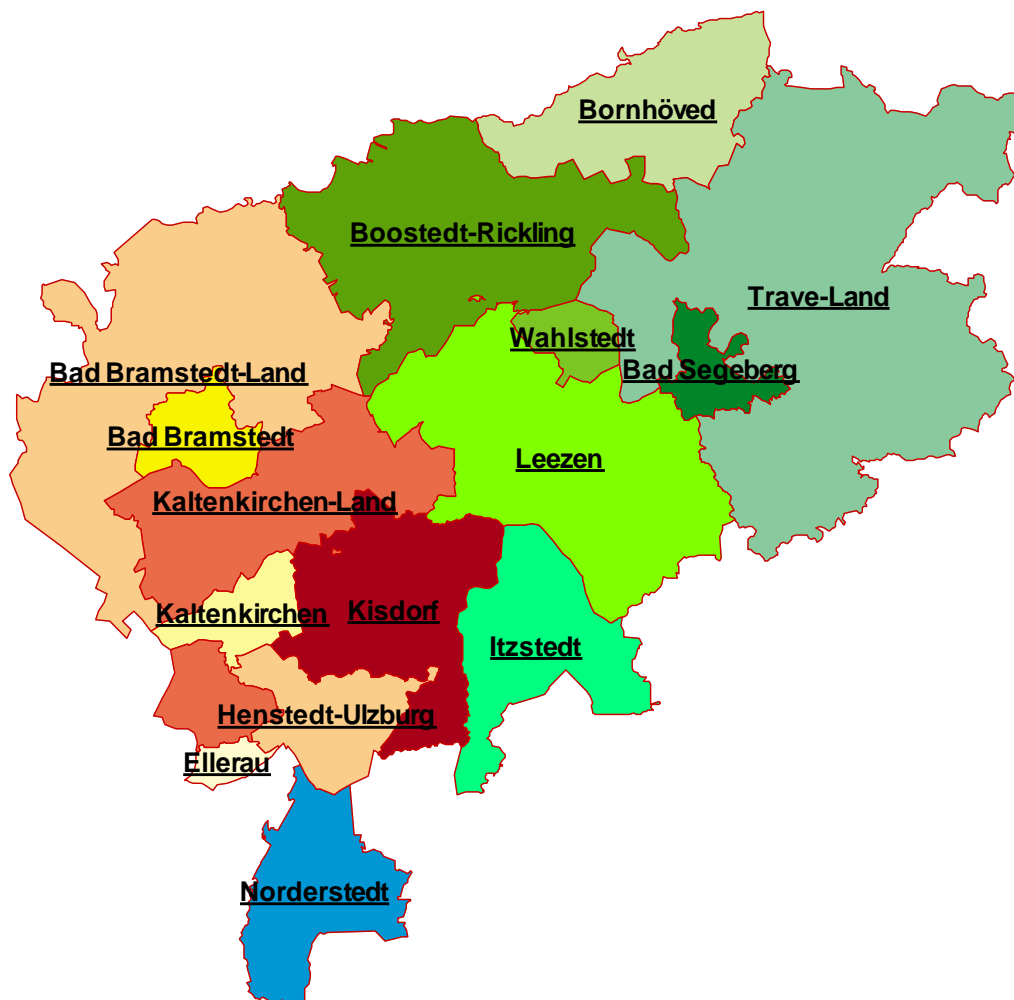 Bornhöved
Boostedt-Rickling
Trave-Land
Wahlstedt
Bad Segeberg
Bad Bramstedt-Land
Bad Bramstedt
Leezen
Kaltenkirchen-Land
Kaltenkirchen
Kisdorf
Itzstedt
Henstedt-Ulzburg
Ellerau
Norderstedt